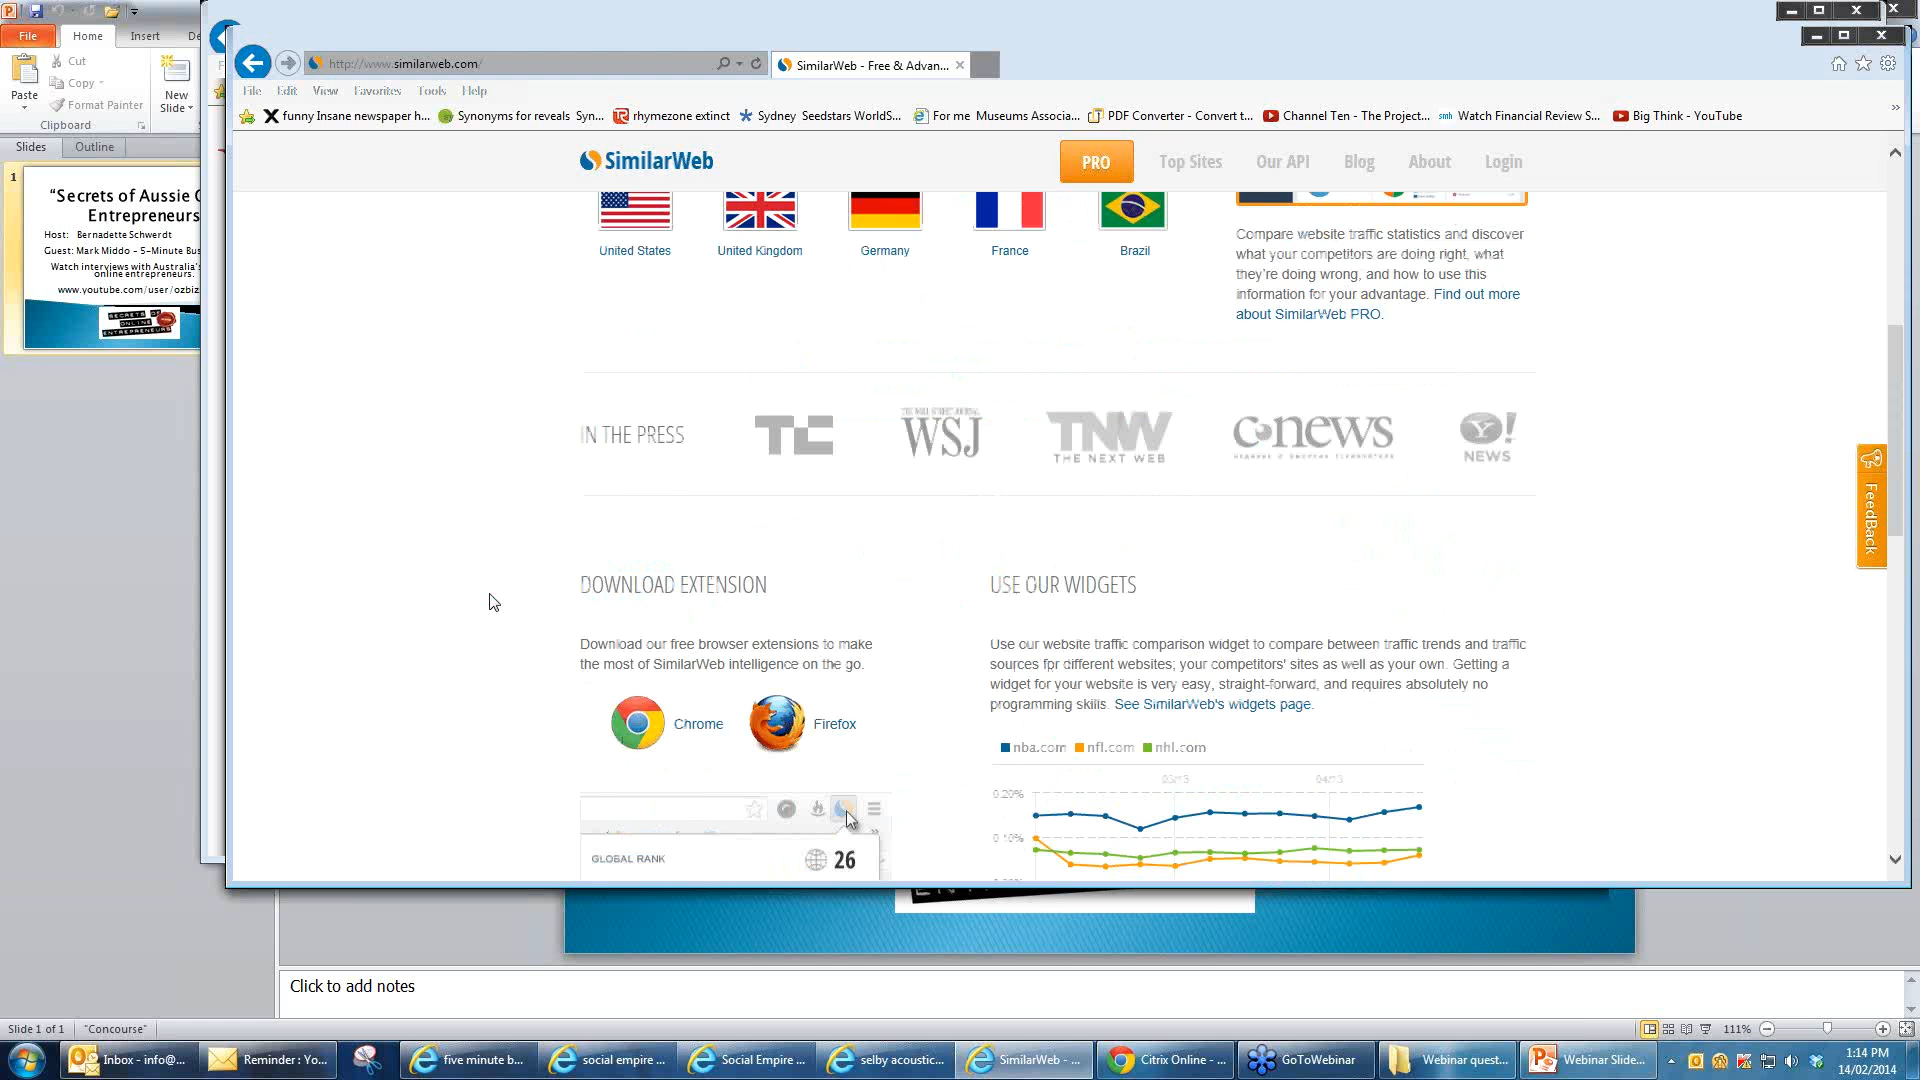 File
Home
Insert
De
Cut
Copy
Format Painter
Paste
New
Slide
Clipboard
Slides
Outline
1
"Secrets of Aussie O
Entrepreneurs
Host: Bernadette Schwerdt
Guest: Mark Middo - 5-Minute Bus
Watch interviews with Australia's
online entrepreneurs.
www.youtube.com/user/ozbiz
SECRETS OF
ONLINE
ENTREPRENEURS
http://www.similarweb.com/
SimilarWeb - Free & Advan...
File Edit View Favorites Tools Help
funny Insane newspaper h...
Synonyms for reveals Syn...
rhymezone extinct
Sydney Seedstars WorldS...
For me Museums Associa...
PDF Converter - Convert t...
Channel Ten - The Project...
smh Watch Financial Review S...
Big Think - YouTube
SimilarWeb
PRO
Top Sites
Our API
Blog
About
Login
United States
United Kingdom
Germany
France
Brazil
Compare website traffic statistics and discover
what your competitors are doing right, what
they're doing wrong, and how to use this
information for your advantage. Find out more
about SimilarWeb PRO.
IN THE PRESS
TC
THE WALL STREET JOURNAL
WSJ
TNW
THE NEXT WEB
cnews
Y!
NEWS
FeedBack
DOWNLOAD EXTENSION
Download our free browser extensions to make
the most of SimilarWeb intelligence on the go.
Chrome
Firefox
GLOBAL RANK
26
USE OUR WIDGETS
Use our website traffic comparison widget to compare between traffic trends and traffic
sources fpr different websites; your competitors' sites as well as your own. Getting a
widget for your website is very easy, straight-forward, and requires absolutely no
programming skills. See SimilarWeb's widgets page.
nba.com nfl.com nhl.com
0.20%
0.10%
Click to add notes
Slide 1 of 1
"Concourse"
111%
Inbox - info@...
Reminder : Yo...
five minute b...
social empire ...
Social Empire ...
selby acoustic...
SimilarWeb - ...
Citrix Online - ...
GoToWebinar
Webinar quest...
Webinar Slide...
1:14 PM
14/02/2014